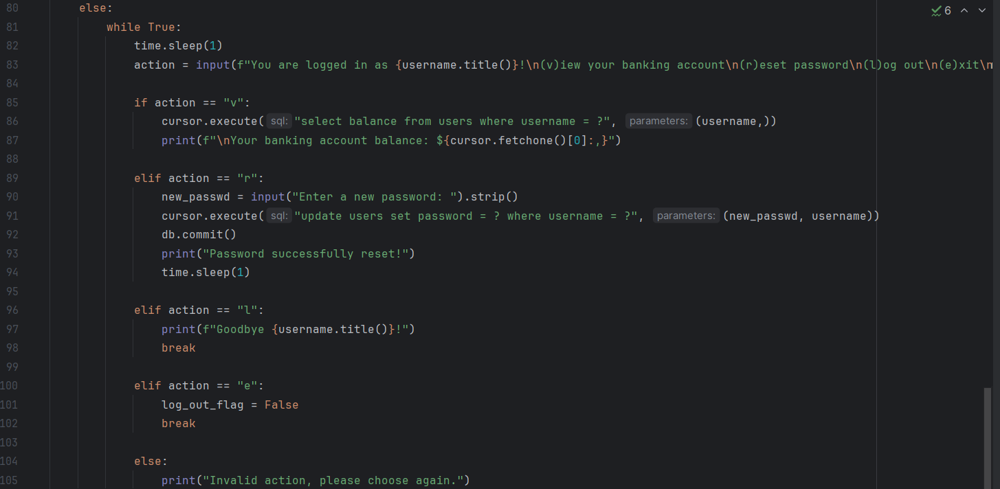 80 else:
6
81 while True:
82 time.sleep(1)
83 action = input(f"You are logged in as {username.title()}!\n(v)iew your banking account\n(r)eset password\n(l)og out\n(e)xit\n
84
85 if action == "v":
86 cursor.execute( sql: "select balance from users where username = ?", parameters: (username,))
87 print(f"\nYour banking account balance: ${cursor.fetchone()[0]:,}")
88
89 elif action == "r":
90 new_passwd = input("Enter a new password: ").strip()
91 cursor.execute( sql: "update users set password = ? where username = ?", parameters: (new_passwd, username))
92 db.commit()
93 print("Password successfully reset!")
94 time.sleep(1)
95
96 elif action == "l":
97 print(f"Goodbye {username.title()}!")
98 break
99
100 elif action == "e":
101 log_out_flag = False
102 break
103
104 else:
105 print("Invalid action, please choose again.")